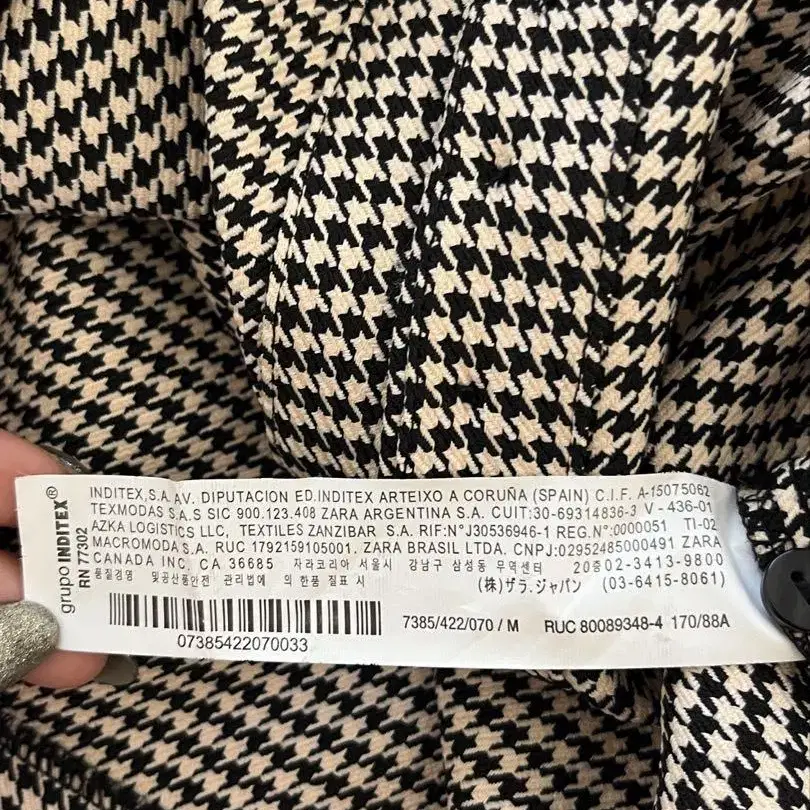 grupo INDITEX®
RN 77302
INDITEX,S.A. AV. DIPUTACION ED.INDITEX ARTEIXO A CORUÑA (SPAIN) C.I.F. A-15075062
TEXMODAS S.A.S SIC 900.123.408 ZARA ARGENTINA S.A. CUIT:30-69314836-3 V - 436-01
AZKA LOGISTICS LLC, TEXTILES ZANZIBAR S.A. RIF:N°J30536946-1 REG.N°:0000051 TI-02
MACROMODA S.A. RUC 1792159105001. ZARA BRASIL LTDA. CNPJ:02952485000491 ZARA
CANADA INC. CA 36685 자라코리아 서울시 강남구 삼성동 무역센터 20층02-3413-9800
품질경영 및공산품안전 관리법에 의 한품 질표 시 (株)ザラ.ジャパン (03-6415-8061)
7385/422/070 / M RUC 80089348-4 170/88A
07385422070033